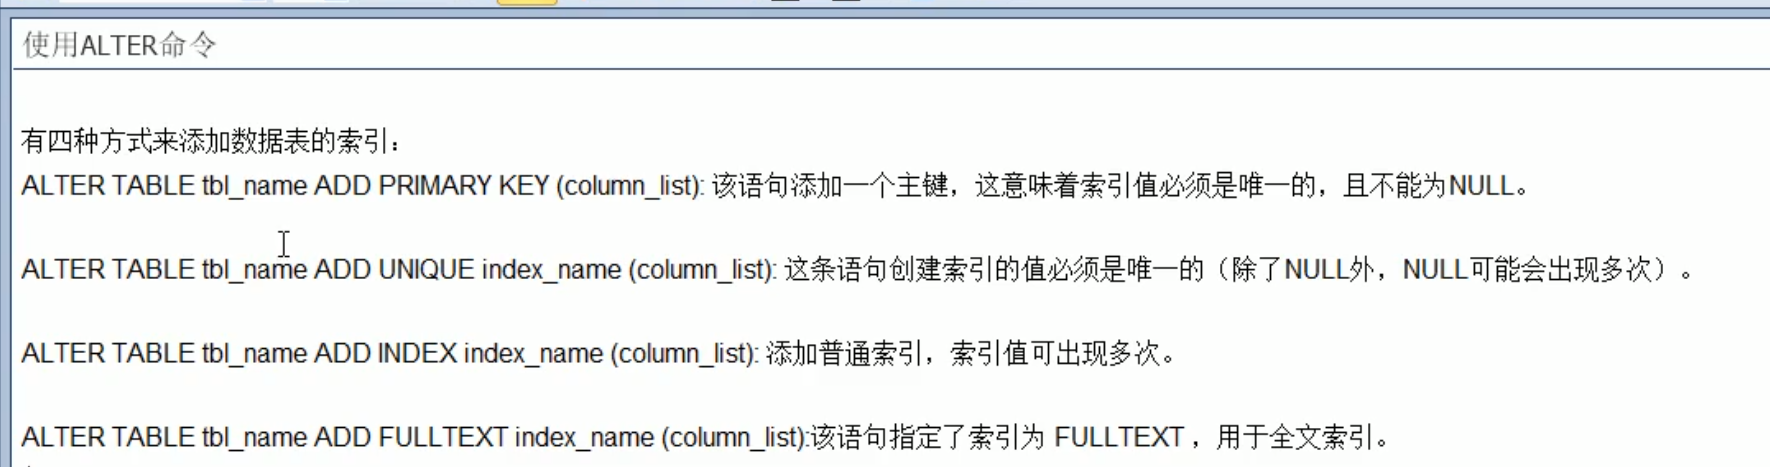 使用ALTER命令
有四种方式来添加数据表的索引：
ALTER TABLE tbl_name ADD PRIMARY KEY (column_list): 该语句添加一个主键，这意味着索引值必须是唯一的，且不能为NULL。
ALTER TABLE tbl_name ADD UNIQUE index_name (column_list): 这条语句创建索引的值必须是唯一的（除了NULL外，NULL可能会出现多次）。
ALTER TABLE tbl_name ADD INDEX index_name (column_list): 添加普通索引，索引值可出现多次。
ALTER TABLE tbl_name ADD FULLTEXT index_name (column_list):该语句指定了索引为 FULLTEXT ，用于全文索引。